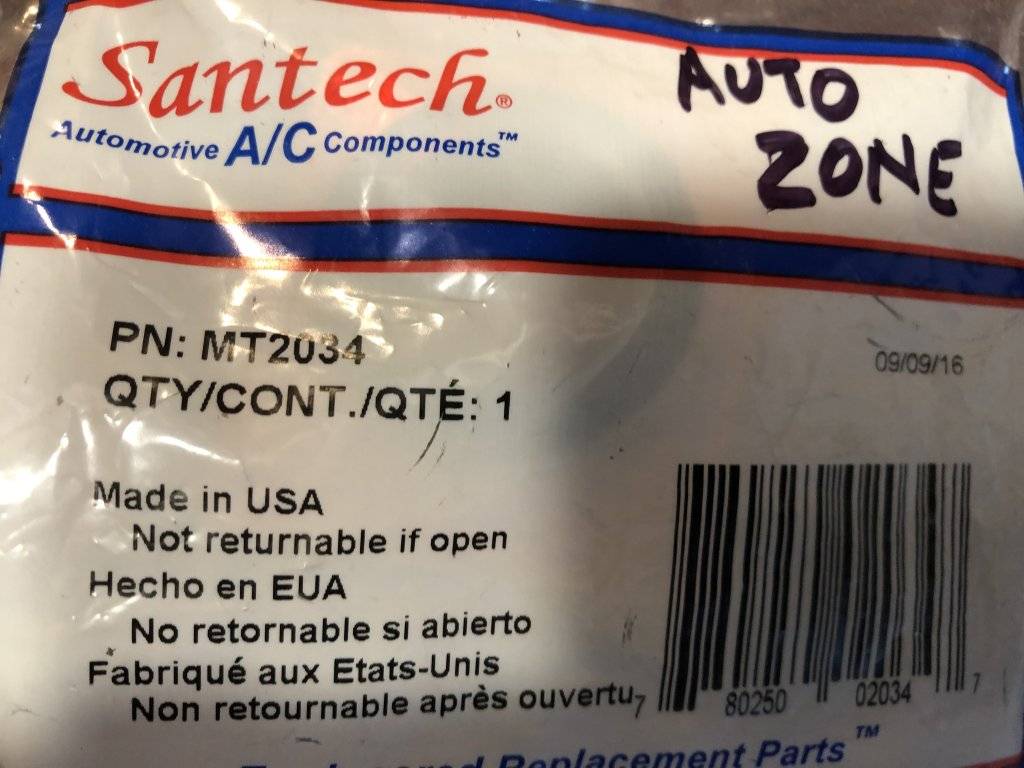 Santech®
Automotive A/C Components™
AUTO
ZONE
PN: MT2034
09/09/16
QTY/CONT./QTÉ: 1
Made in USA
Not returnable if open
Hecho en EUA
No retornable si abierto
Fabriqué aux Etats-Unis
Non retournable après ouvertu
7 80250 02034 7
Replacement Parts™